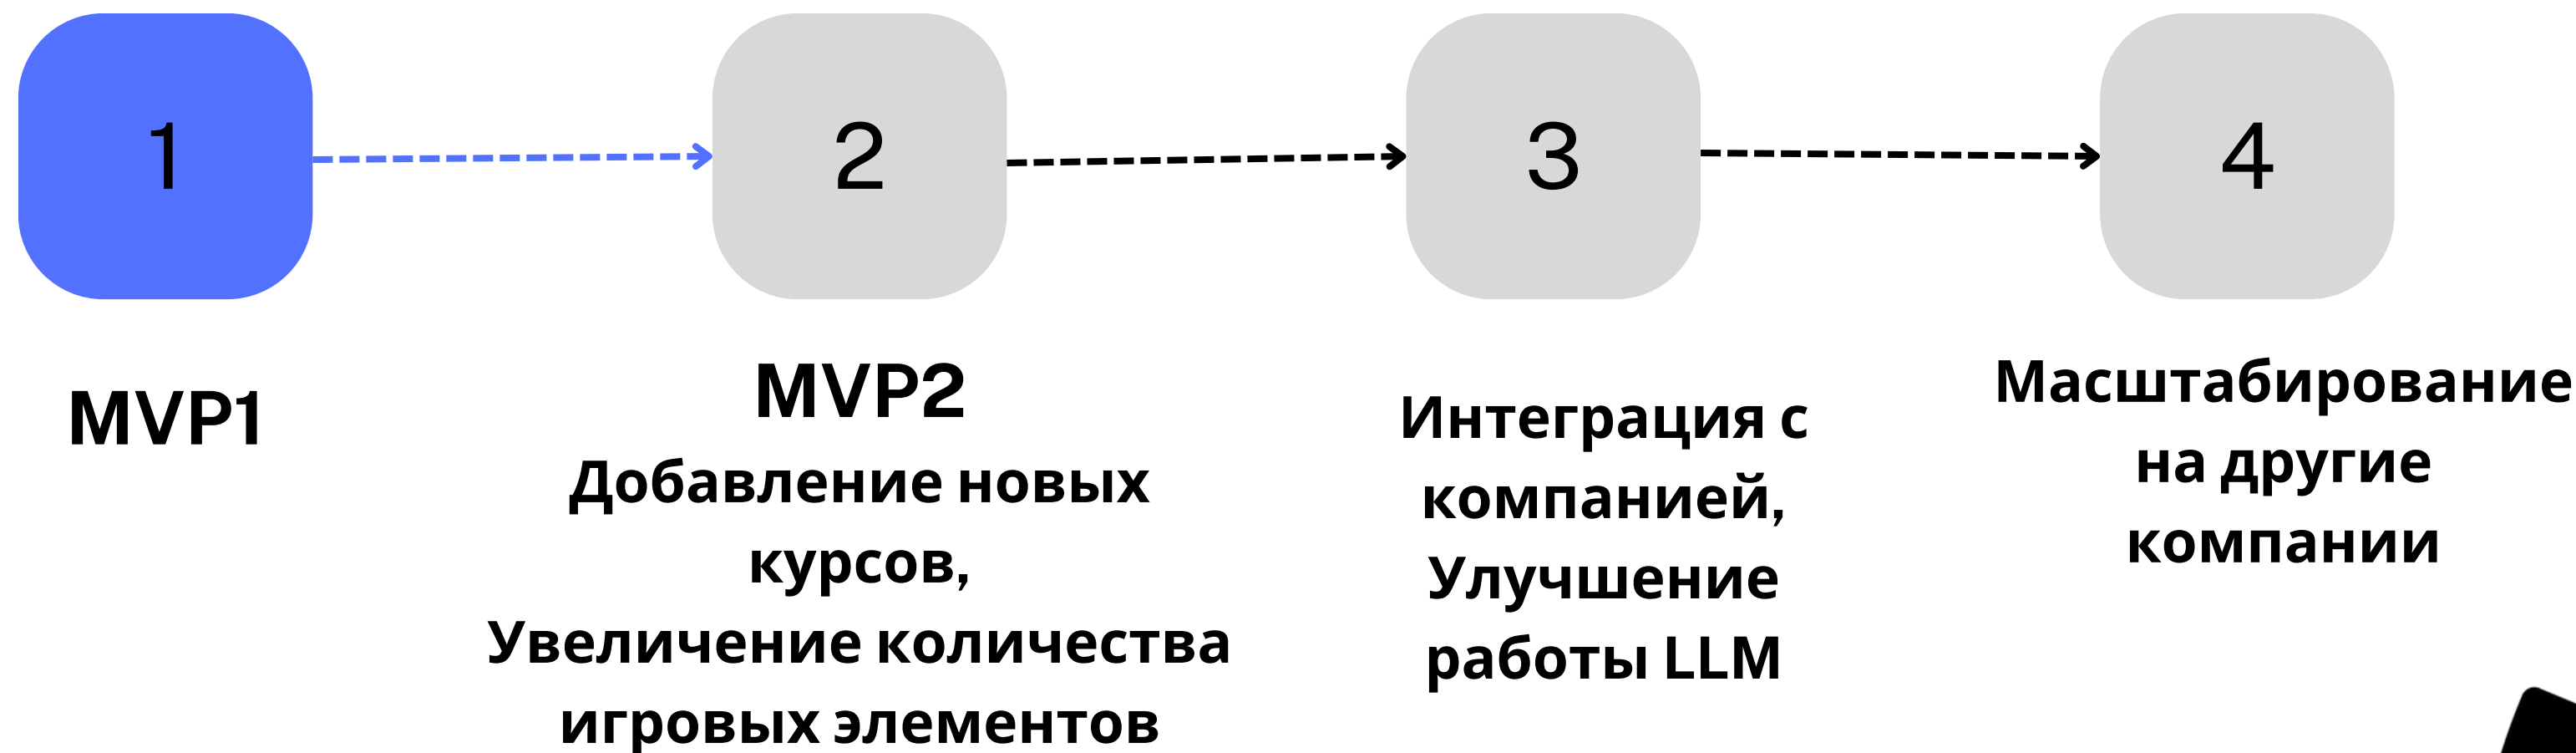 1
2
3
4
MVP1
MVP2
Добавление новых
курсов,
Увеличение количества
игровых элементов
Интеграция с
компанией,
Улучшение
работы LLM
Масштабирование
на другие
компании